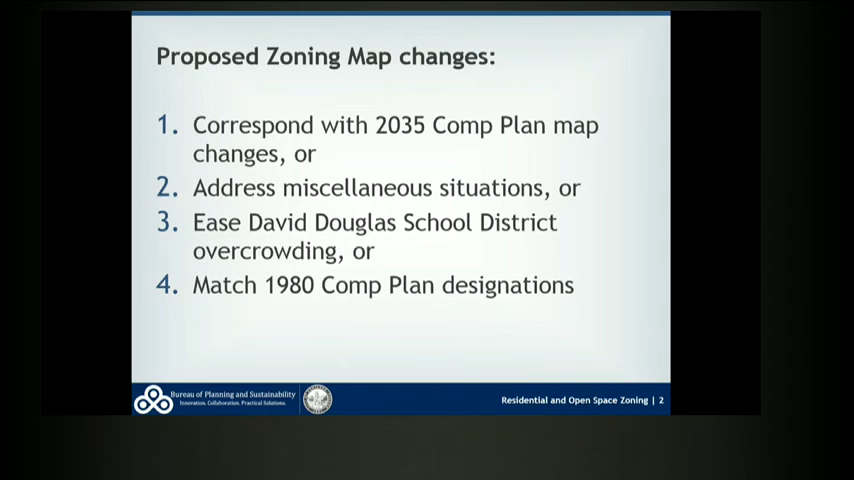 Proposed Zoning Map changes:
1. Correspond with 2035 Comp Plan map
changes, or
2. Address miscellaneous situations, or
3. Ease David Douglas School District
overcrowding, or
4. Match 1980 Comp Plan designations
Bureau of Planning and Sustainability
Innovation. Collaboration. Practical Solutions.
Residential and Open Space Zoning | 2